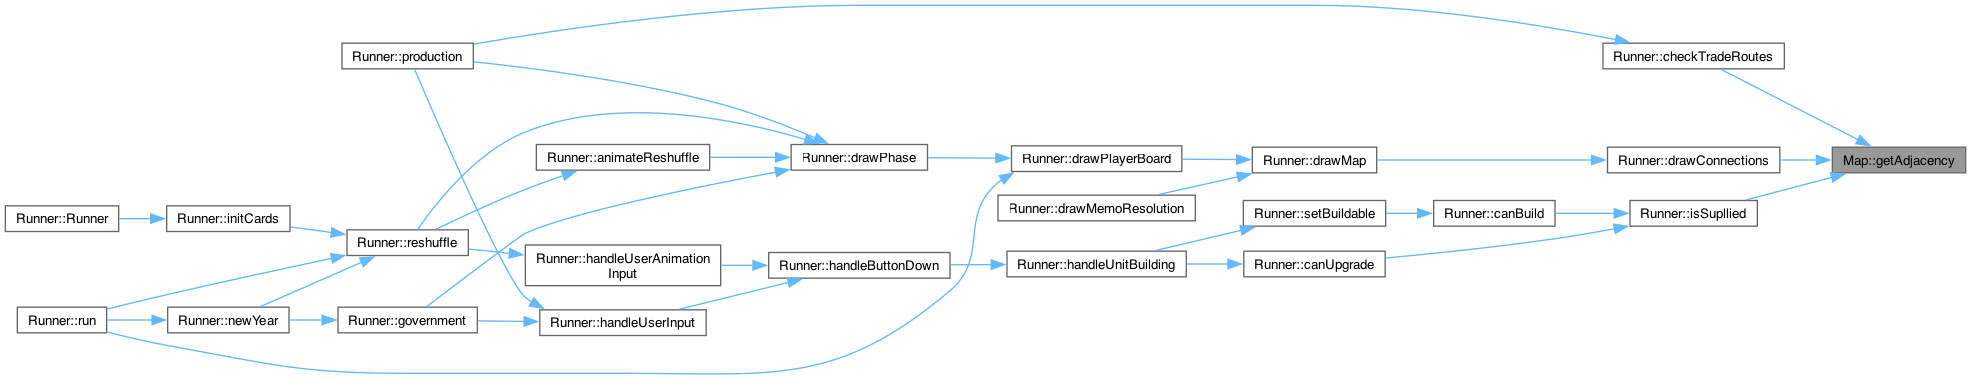 Runner::production
Runner::checkTradeRoutes
Runner::animateReshuffle
Runner::drawPhase
Runner::drawPlayerBoard
Runner::drawMap
Runner::drawConnections
Map::getAdjacency
Runner::drawMemoResolution
Runner::Runner
Runner::initCards
Runner::setBuildable
Runner::canBuild
Runner::isSupllied
Runner::reshuffle
Runner::handleUserAnimation
Input
Runner::handleButtonDown
Runner::handleUnitBuilding
Runner::canUpgrade
Runner::run
Runner::newYear
Runner::government
Runner::handleUserInput